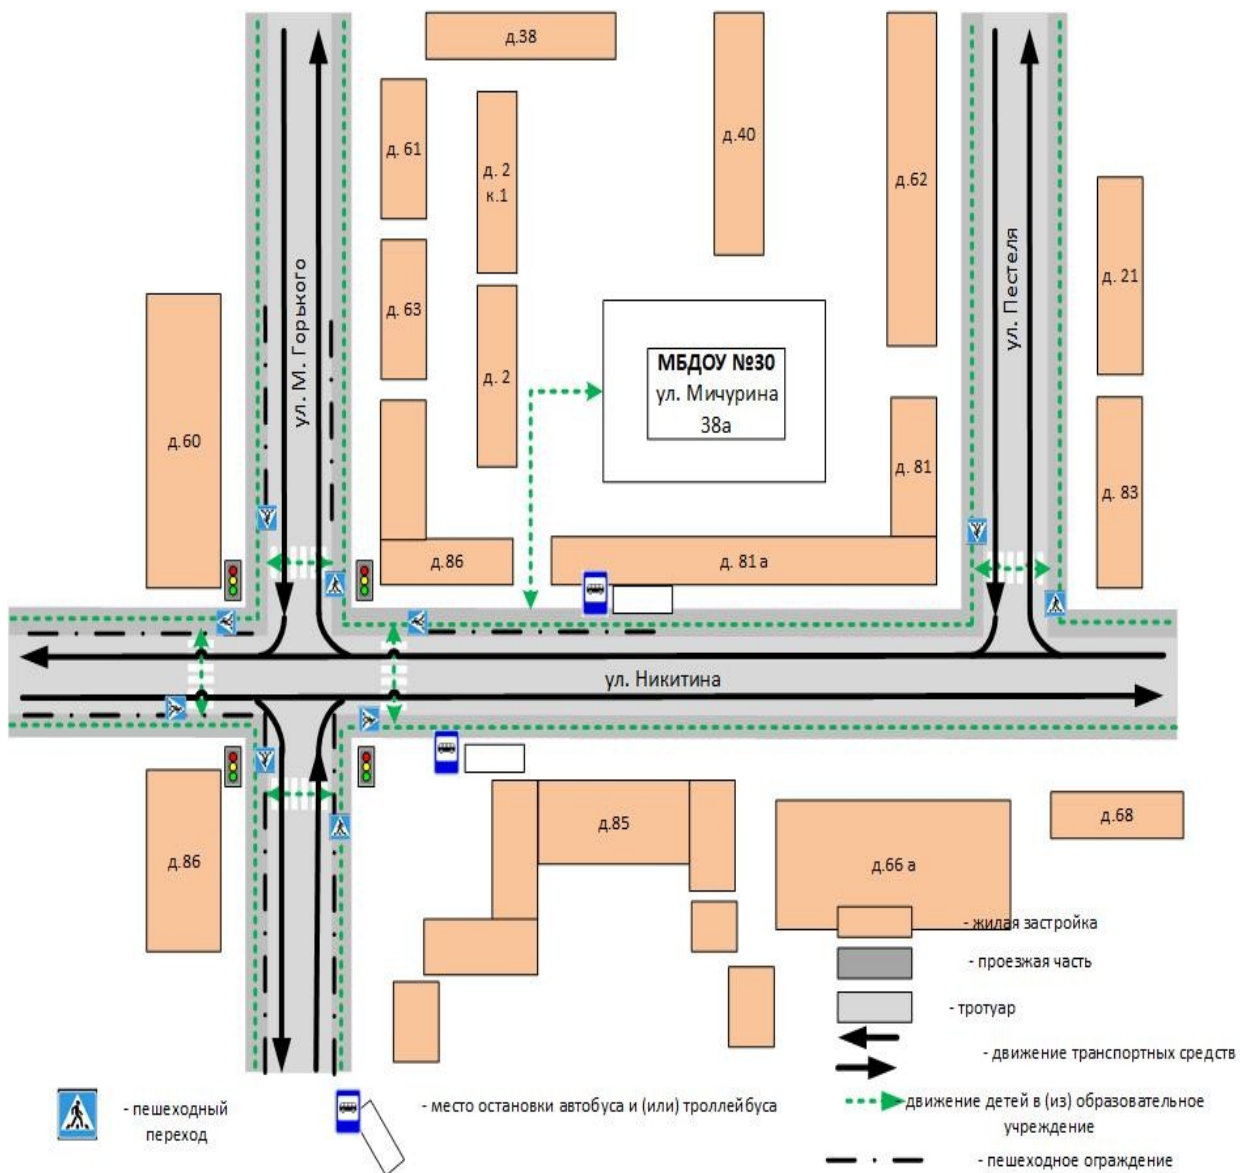 д.38
д. 61
д. 2
к.1
д.40
д.62
ул. М. Горького
ул. Пестеля
д. 21
д. 63
д. 2
МБДОУ №30
ул. Мичурина
38а
д.60
д. 81
д. 83
д.86
д. 81а
ул. Никитина
д.86
д.85
д.66 а
д.68
- жилая застройка
- проезжая часть
- тротуар
- движение транспортных средств
- движение детей в (из) образовательное
учреждение
- пешеходное ограждение
- пешеходный
переход
- место остановки автобуса и (или) троллейбуса